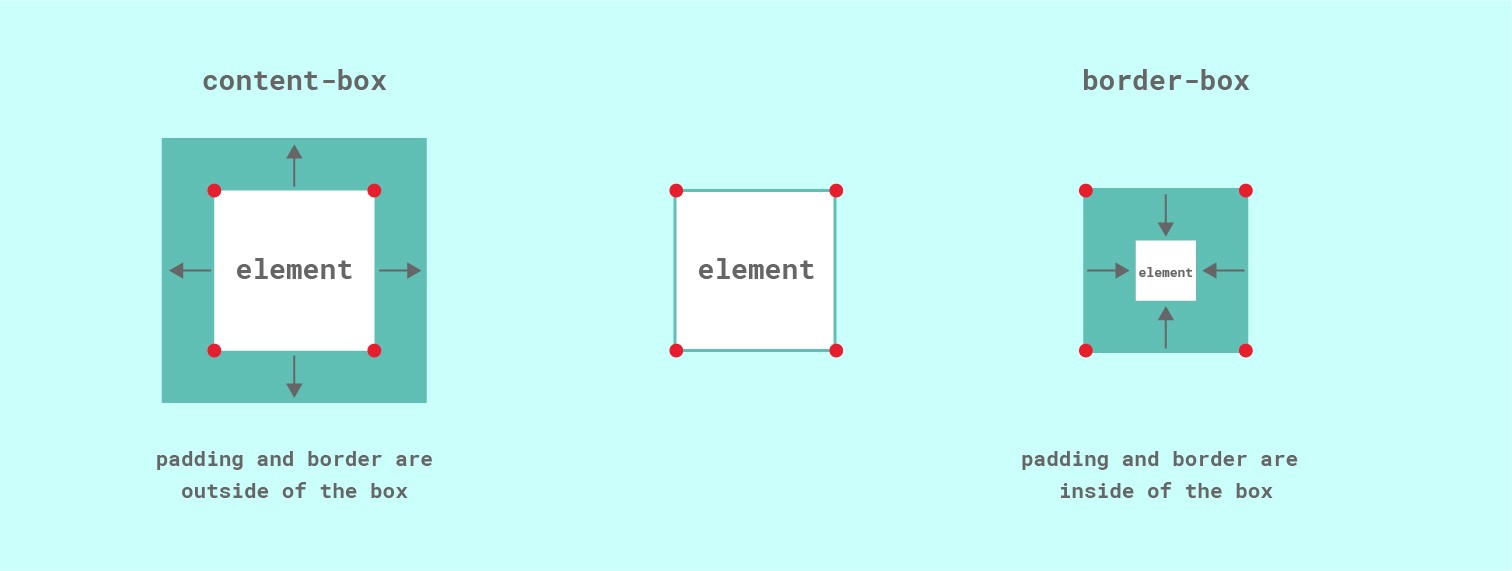 content-box
element
padding and border are
outside of the box
element
border-box
element
padding and border are
inside of the box